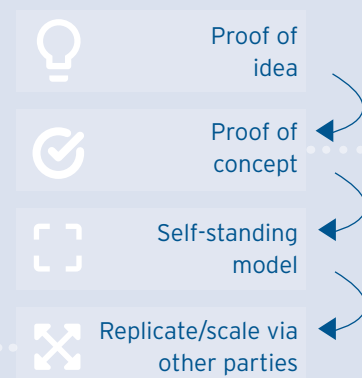 Proof of
idea
Proof of
concept
Self-standing
model
Replicate/scale via
other parties